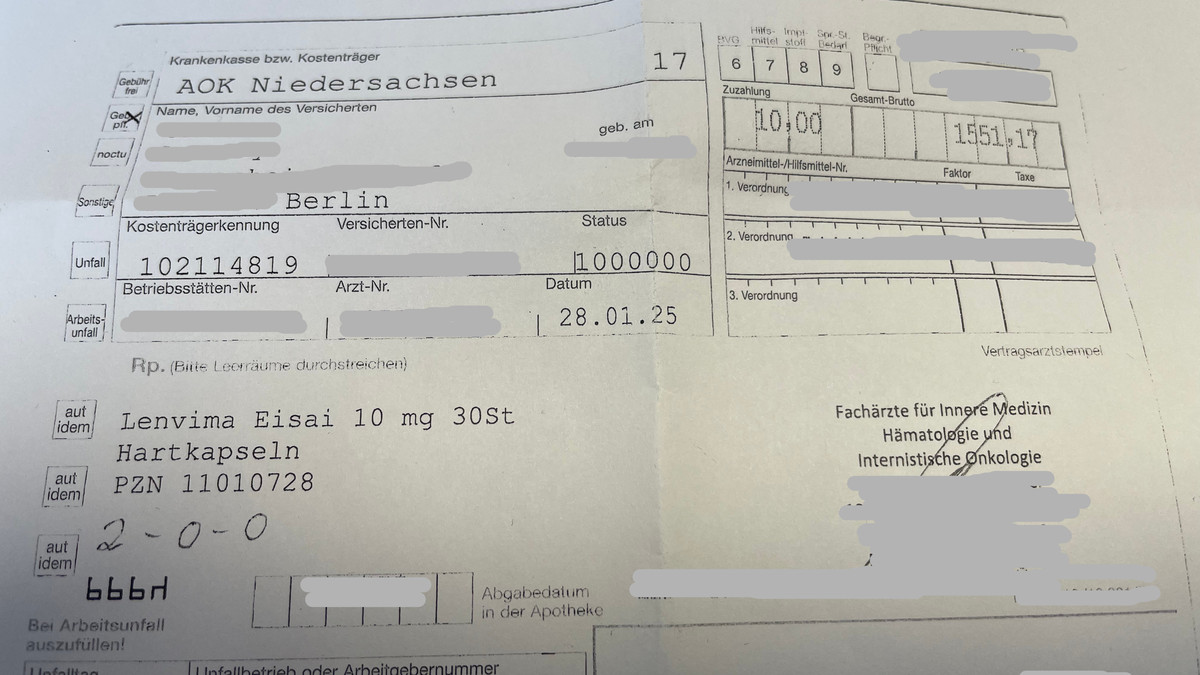 Krankenkasse bzw. Kostenträger
17
AOK Niedersachsen
Gebühr frei
Name, Vorname des Versicherten
geb. am
noctu
Sonstige
Berlin
Kostenträgerkennung Versicherten-Nr. Status
Unfall
102114819 1000000
Betriebsstätten-Nr. Arzt-Nr. Datum
Arbeits-
unfall
28.01.25
BVG Hilfs-
mittel Impf-
stoff Spr.-St.
Bedarf Begr.-
Pflicht
6 7 8 9
Zuzahlung Gesamt-Brutto
10,00 1551,17
Arzneimittel-/Hilfsmittel-Nr. Faktor Taxe
1. Verordnung
2. Verordnung
3. Verordnung
Vertragsarztstempel
Rp. (Bitte Leerräume durchstreichen)
aut
idem
Lenvima Eisai 10 mg 30St
Hartkapseln
aut
idem
PZN 11010728
2-0-0
aut
idem
Fachärzte für Innere Medizin
Hämatologie und
Internistische Onkologie
Abgabedatum
in der Apotheke
Bei Arbeitsunfall
auszufüllen!
Unfalltag Unfallbetrieb oder Arbeitgebernummer